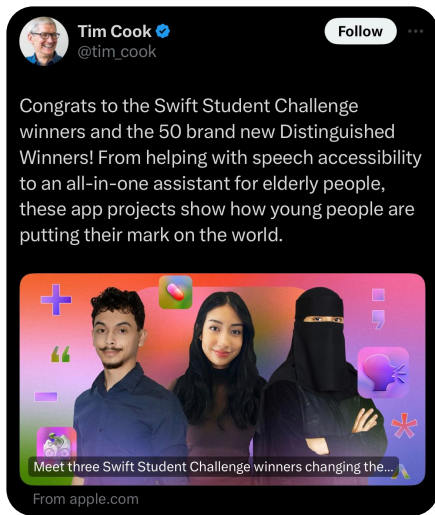 Tim Cook
@tim_cook
Follow
Congrats to the Swift Student Challenge
winners and the 50 brand new Distinguished
Winners! From helping with speech accessibility
to an all-in-one assistant for elderly people,
these app projects show how young people are
putting their mark on the world.
Meet three Swift Student Challenge winners changing the...
From apple.com